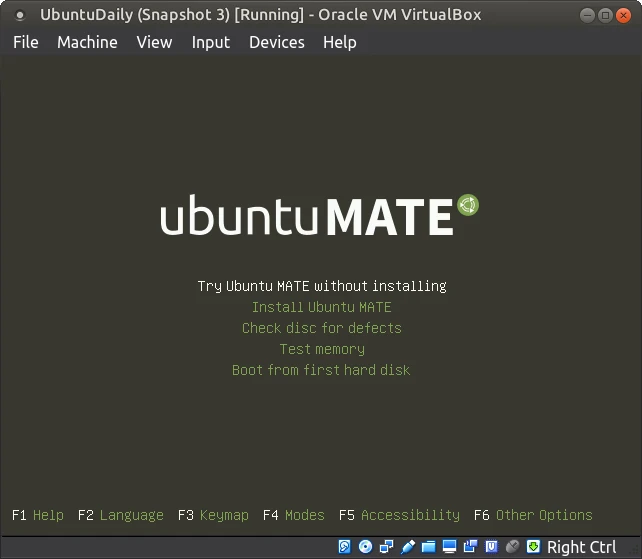 UbuntuDaily (Snapshot 3) [Running] - Oracle VM VirtualBox
File Machine View Input Devices Help
ubuntuMATE
Try Ubuntu MATE without installing
Install Ubuntu MATE
Check disc for defects
Test memory
Boot from first hard disk
F1 Help F2 Language F3 Keymap F4 Modes F5 Accessibility F6 Other Options
Right Ctrl